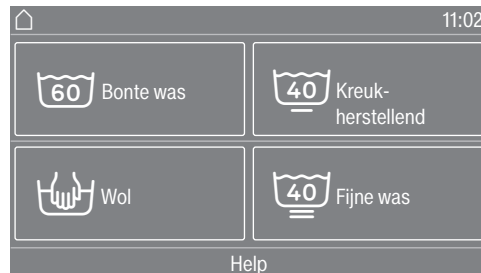 11:02
60 Bonte was
40 Kreuk-
herstellend
Wol
40 Fijne was
Help